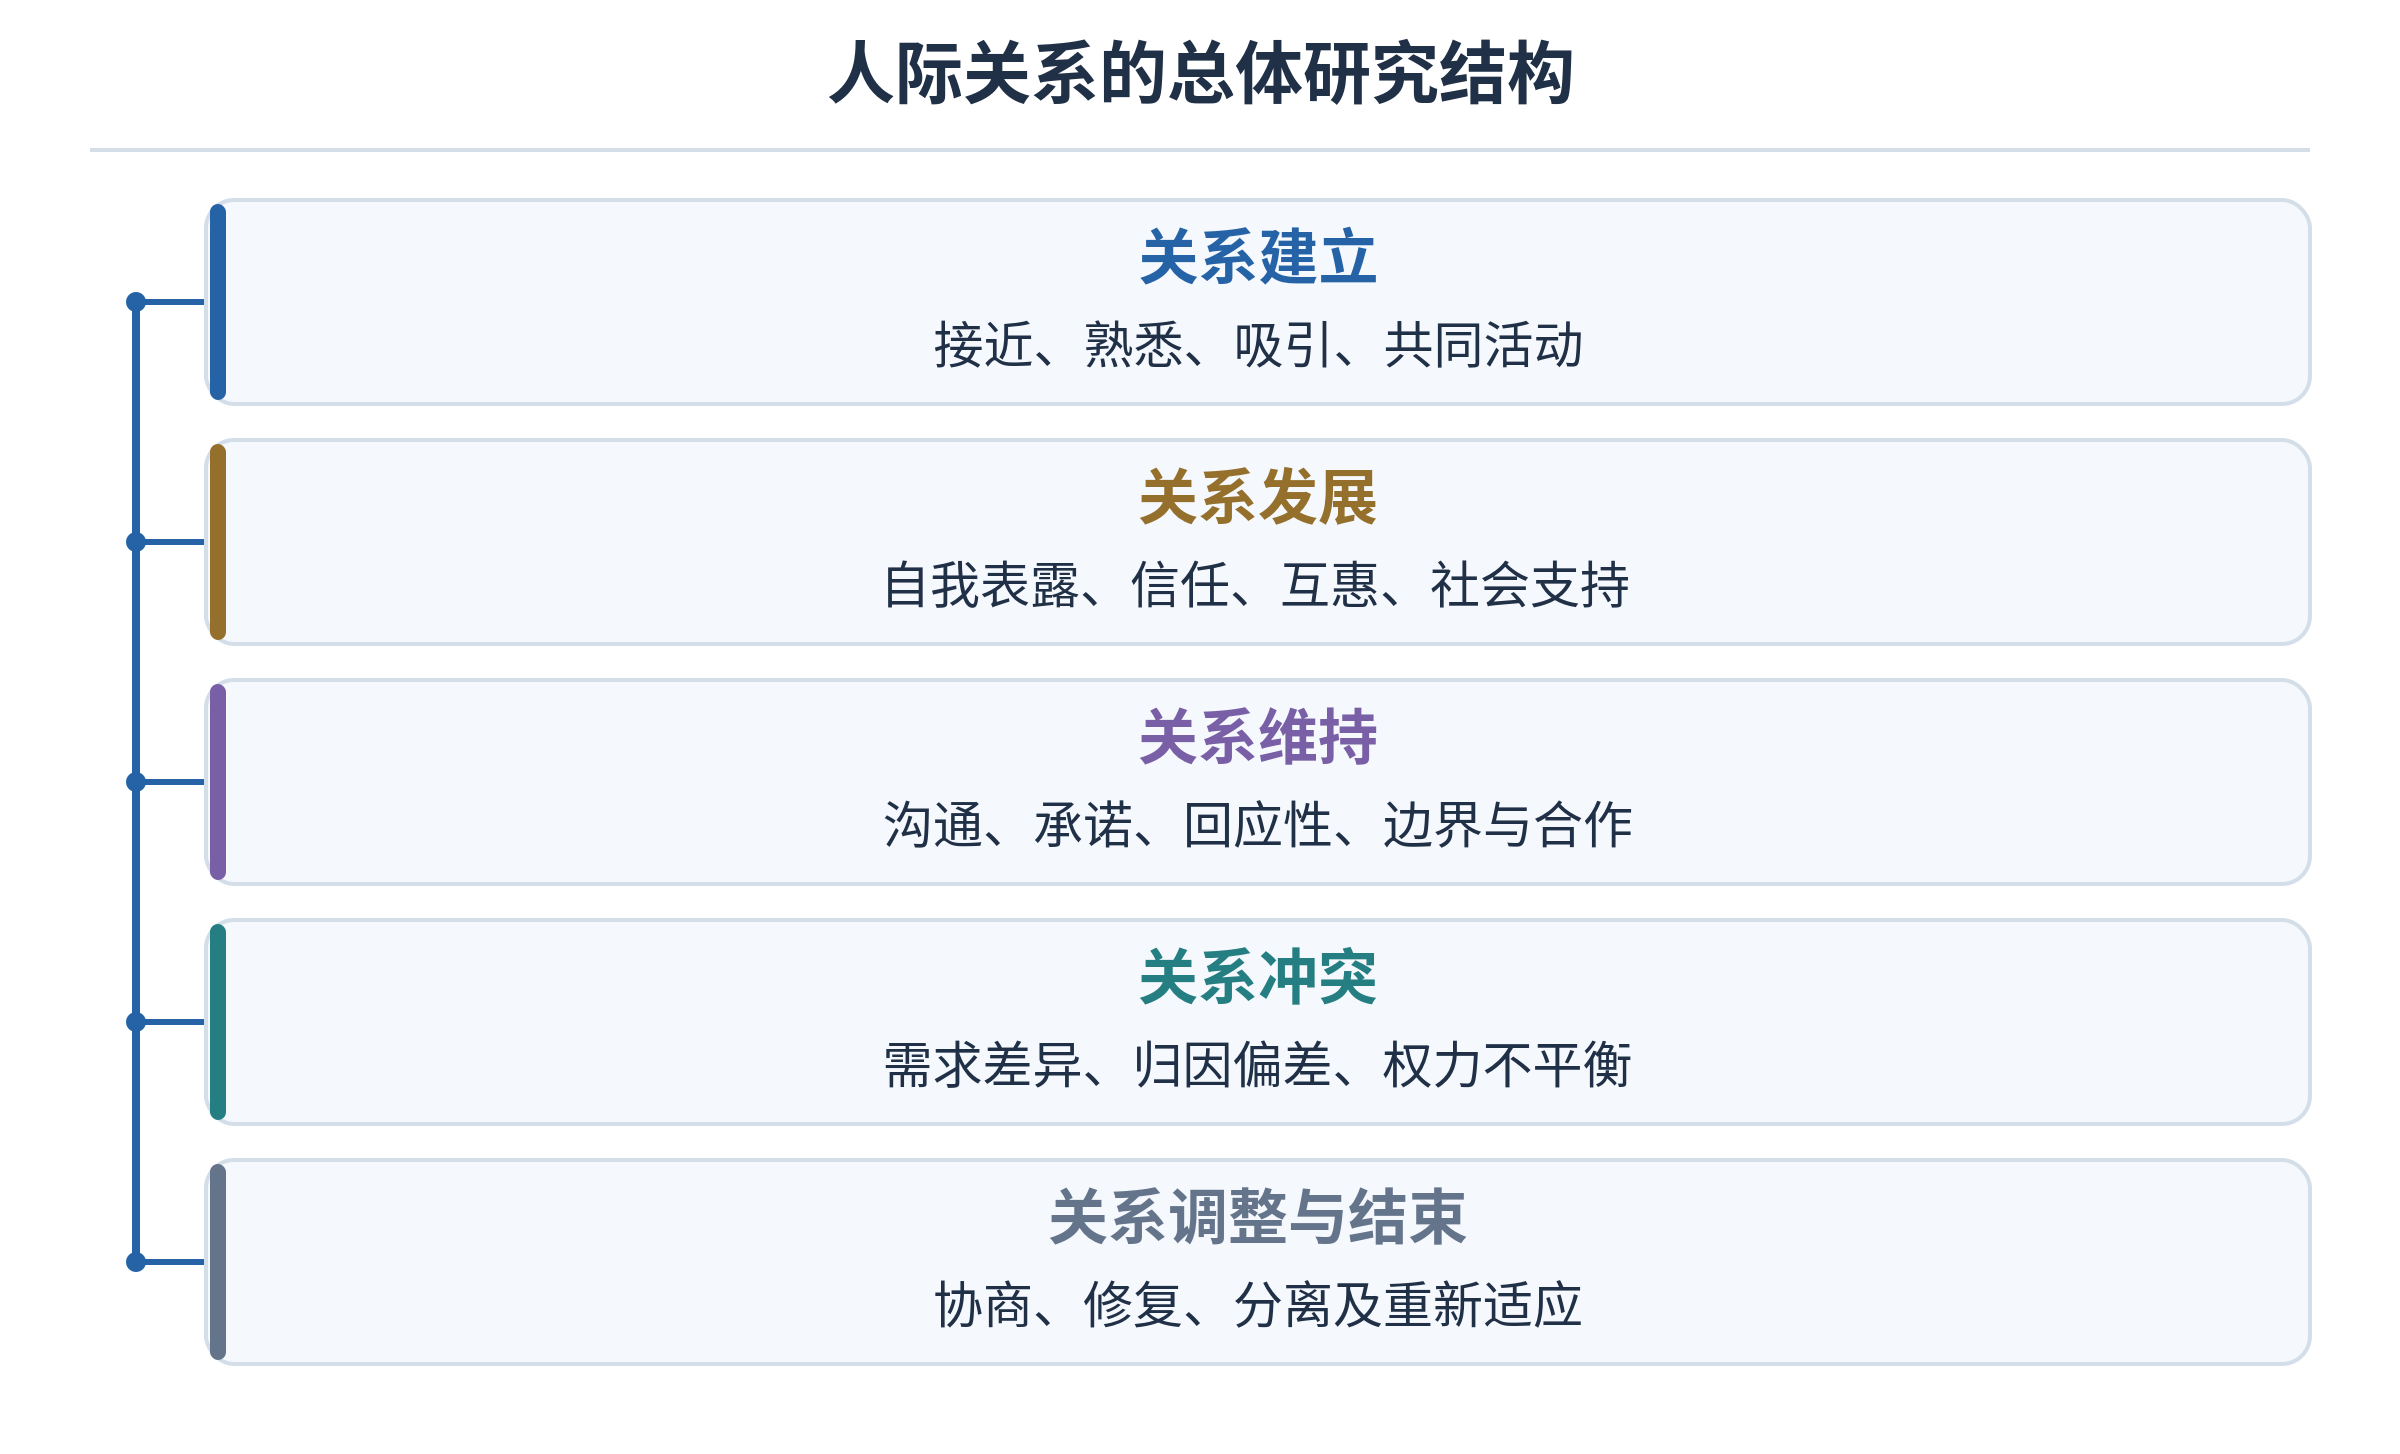 人际关系的总体研究结构
关系建立
接近、熟悉、吸引、共同活动
关系发展
自我表露、信任、互惠、社会支持
关系维持
沟通、承诺、回应性、边界与合作
关系冲突
需求差异、归因偏差、权力不平衡
关系调整与结束
协商、修复、分离及重新适应